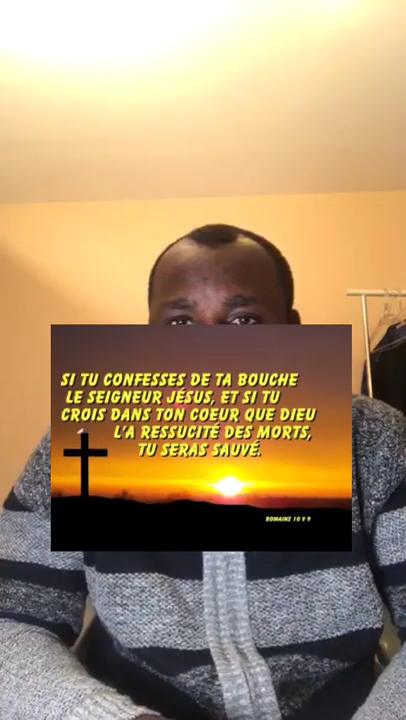 SI TU CONFESSES DE TA BOUCHE
LE SEIGNEUR JÉSUS, ET SI TU
CROIS DANS TON COEUR QUE DIEU
L'A RESSUCITÉ DES MORTS,
TU SERAS SAUVÉ.
ROMAINS 10 V 9